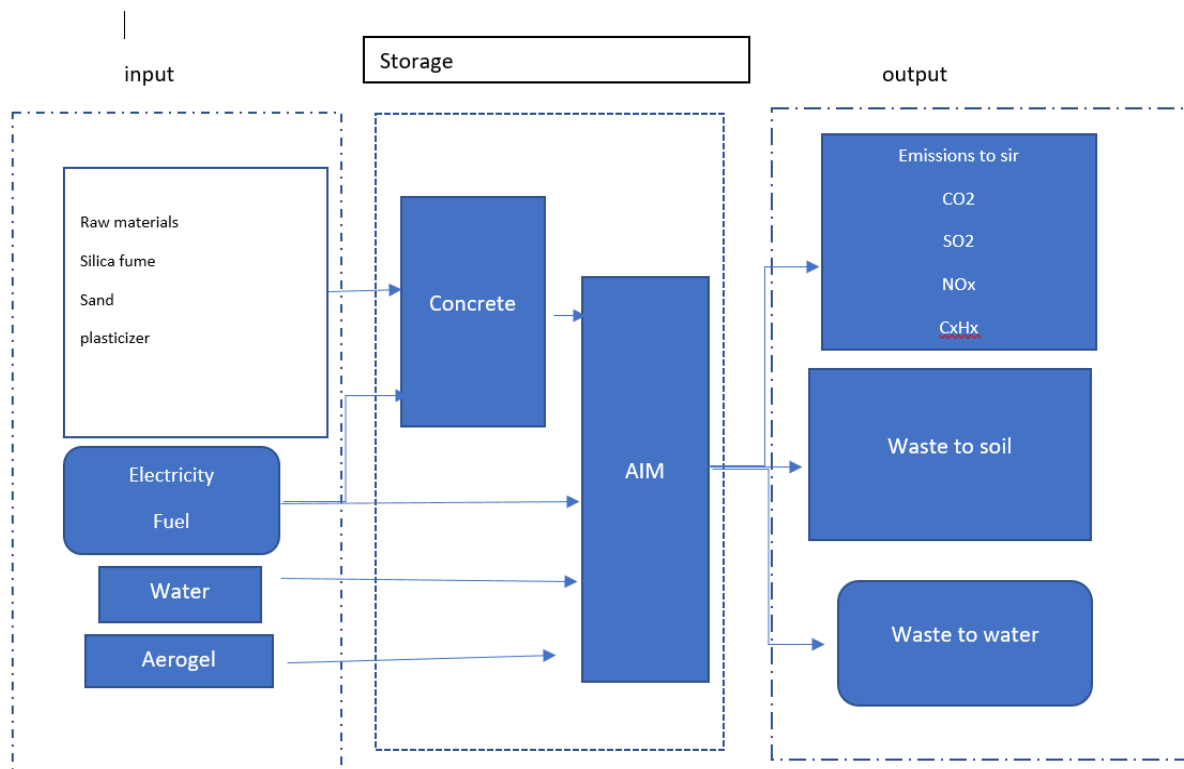 input
Storage
output
Raw materials
Silica fume
Sand
plasticizer
Electricity
Fuel
Water
Aerogel
Concrete
AIM
Emissions to sir
CO2
SO2
NOx
CxHx
Waste to soil
Waste to water